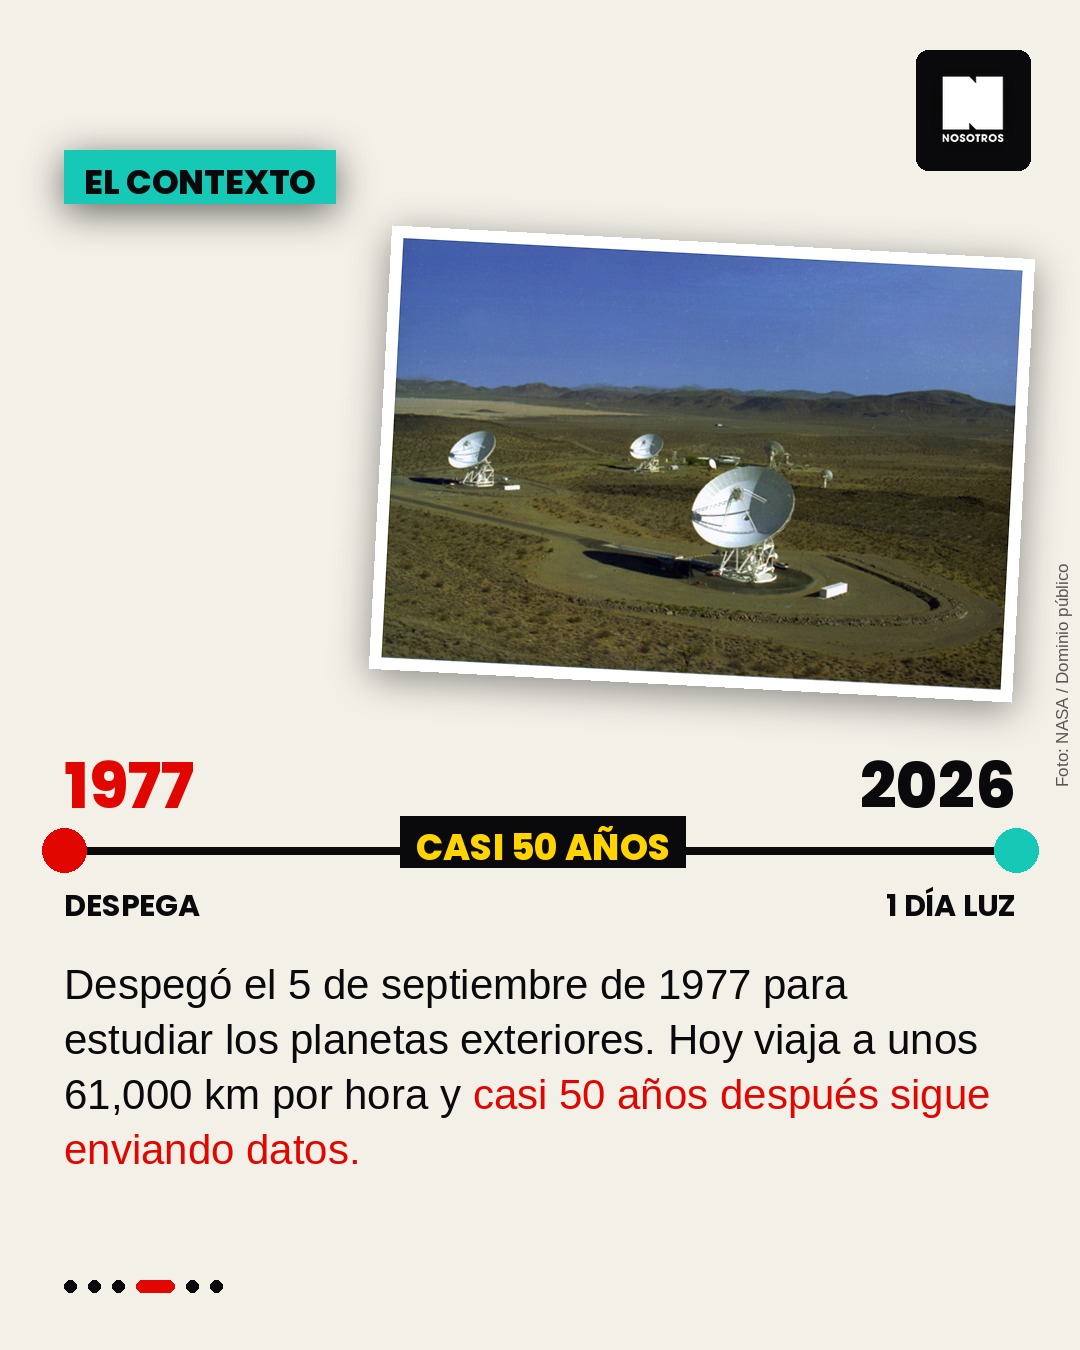 NOSOTROS
EL CONTEXTO
Foto: NASA / Dominio público
1977
2026
CASI 50 AÑOS
DESPEGA
1 DÍA LUZ
Despegó el 5 de septiembre de 1977 para
estudiar los planetas exteriores. Hoy viaja a unos
61,000 km por hora y casi 50 años después sigue
enviando datos.